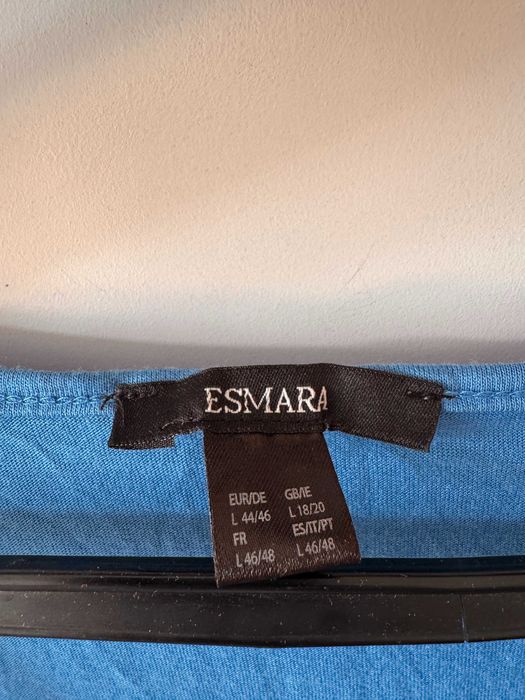 ESMARA
EUR/DE GB/IE
L 44/46 L 18/20
FR ES/IT/PT
L 46/48 L 46/48